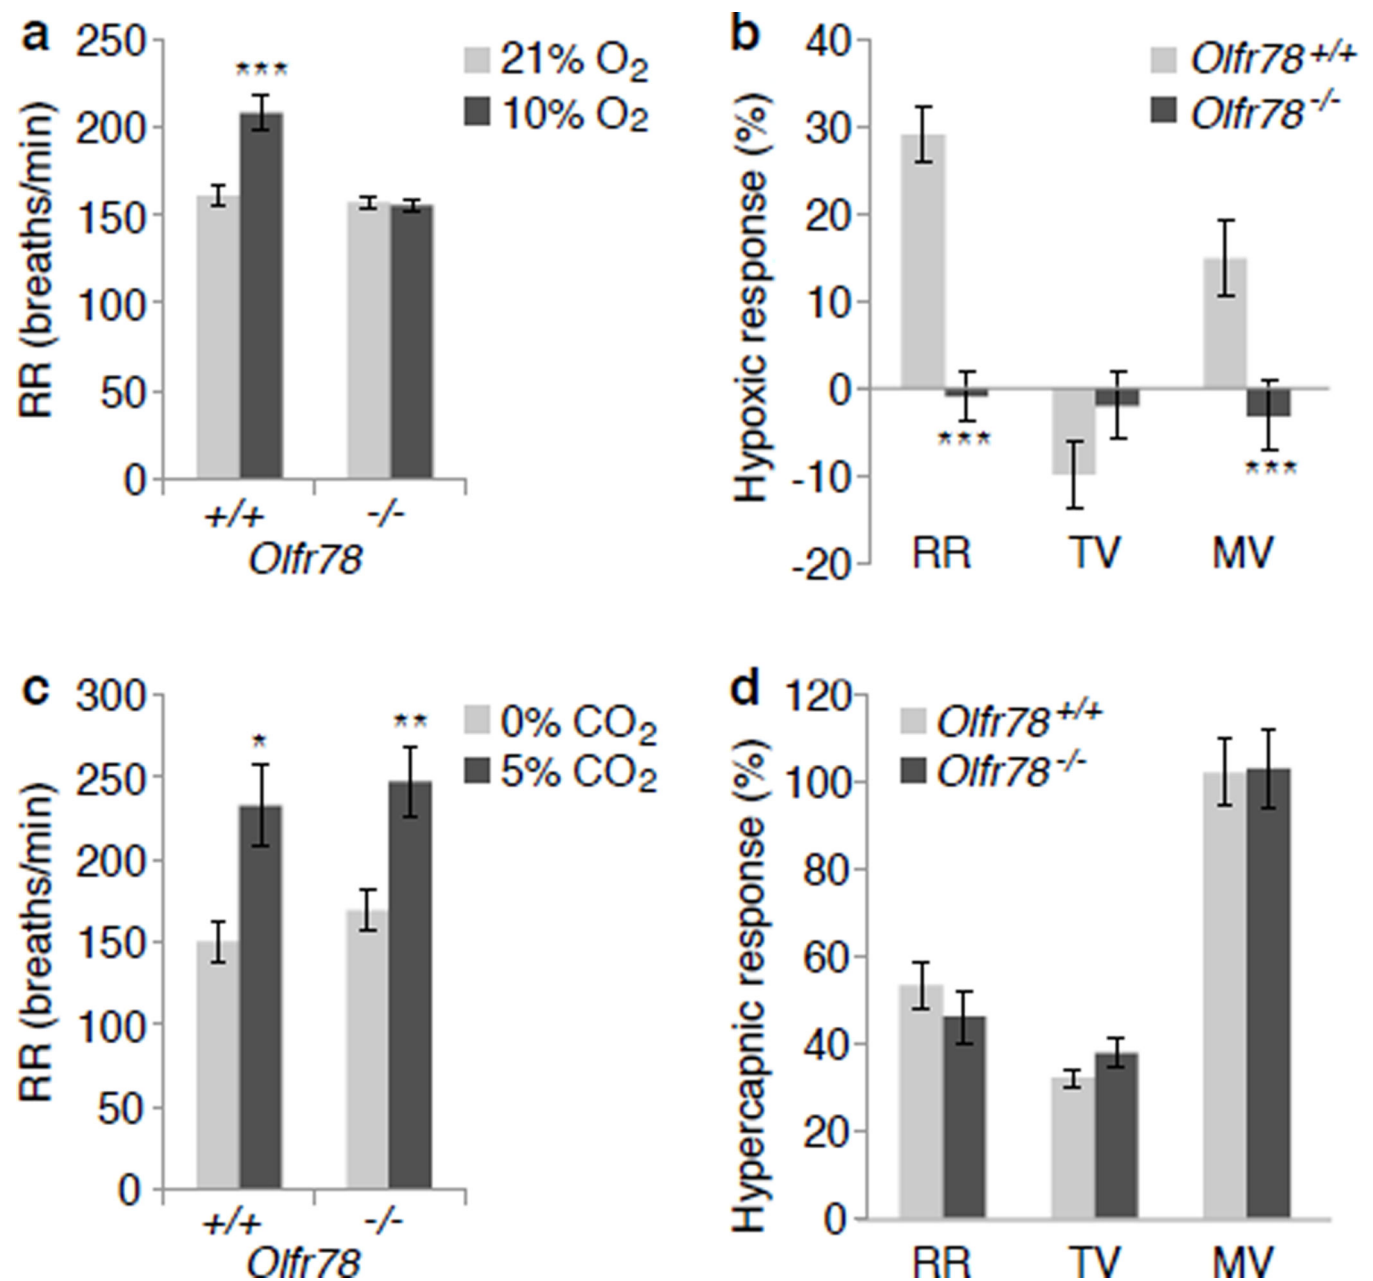 a
250
200
150
100
50
0
RR (breaths/min)
***
21% O2
10% O2
+/+
-/-
Olfr78
b
40
30
20
10
0
-10
-20
Hypoxic response (%)
Olfr78 +/+
Olfr78 -/-
***
***
RR TV MV
c
300
250
200
150
100
50
0
RR (breaths/min)
*
**
0% CO2
5% CO2
+/+
-/-
Olfr78
d
120
100
80
60
40
20
0
Hypercapnic response (%)
Olfr78 +/+
Olfr78 -/-
RR TV MV